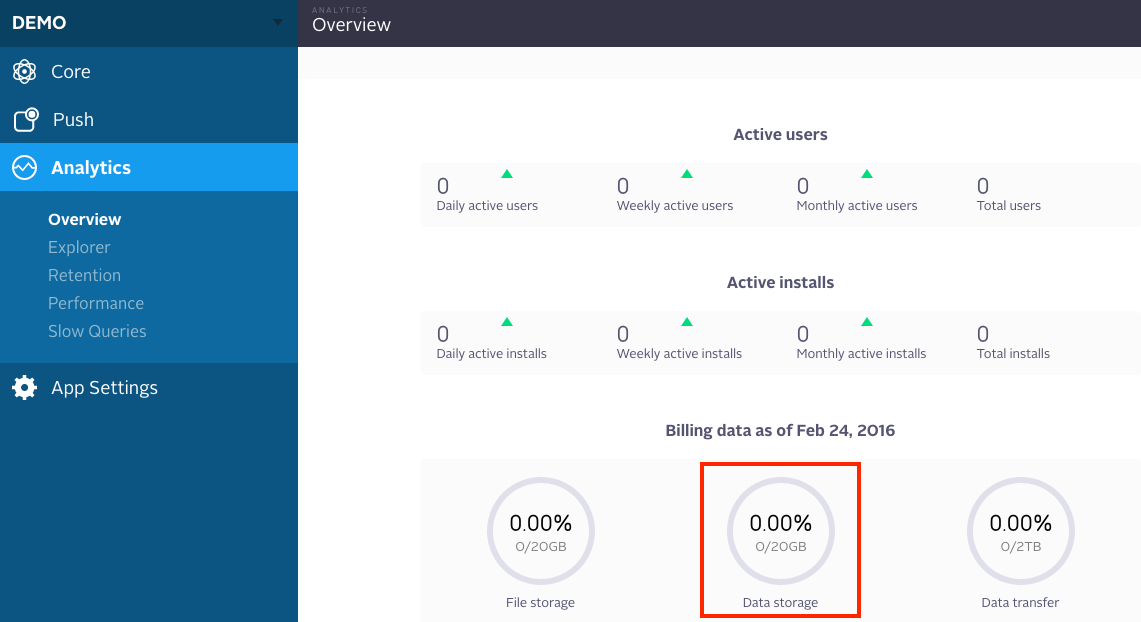 DEMO
ANALYTICS
Overview
Core
Push
Analytics
Overview
Explorer
Retention
Performance
Slow Queries
App Settings
Active users
0 0 0 0
Daily active users Weekly active users Monthly active users Total users
Active installs
0 0 0 0
Daily active installs Weekly active installs Monthly active installs Total installs
Billing data as of Feb 24, 2016
0.00% 0.00% 0.00%
0/20GB 0/20GB 0/2TB
File storage Data storage Data transfer